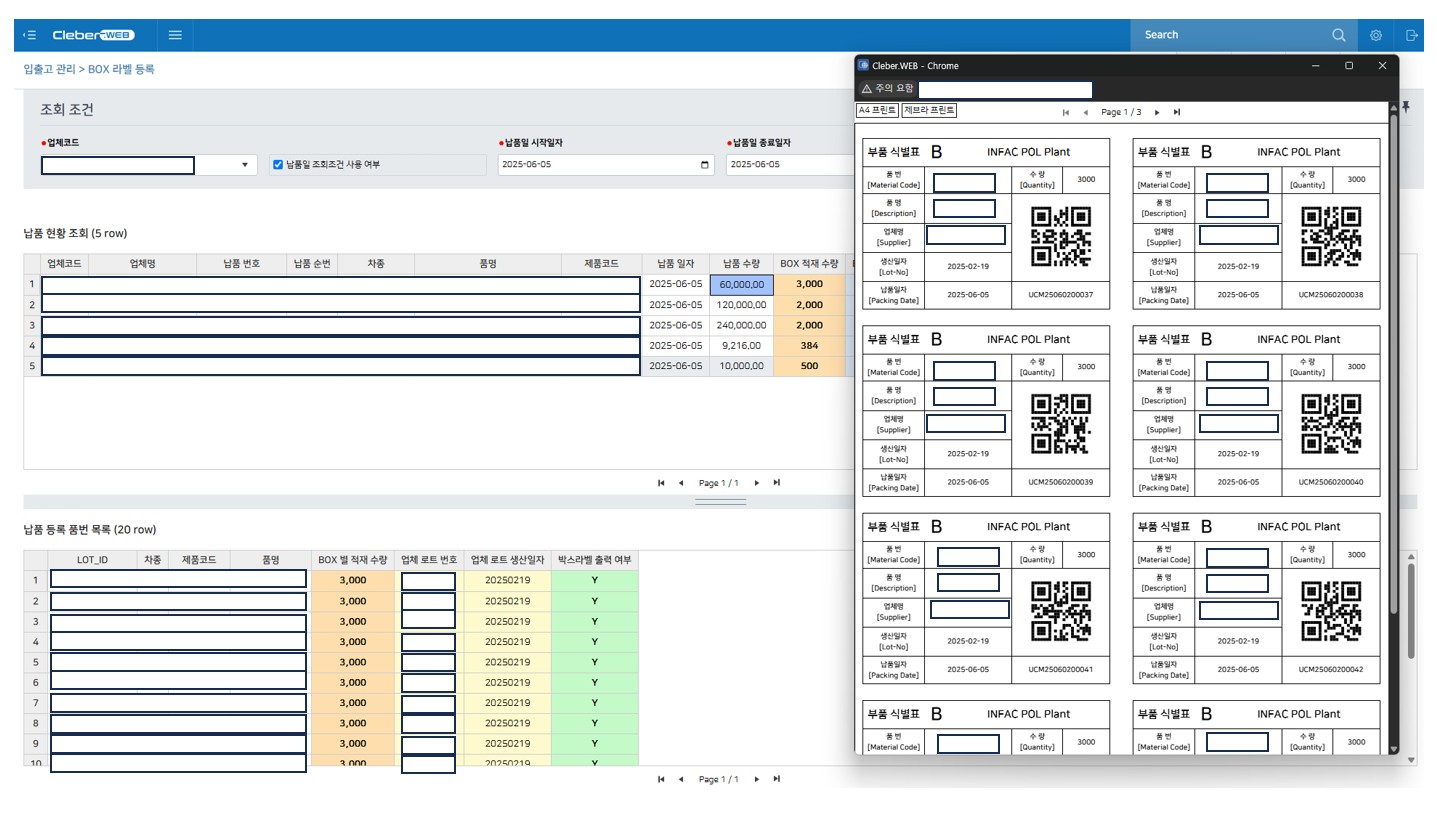 Cleber WEB
Search
입출고 관리 > BOX 라벨 등록
조회 조건
●업체코드
●납품일 시작일자
●납품일 종료일자
납품일 조회조건 사용 여부
2025-06-05
2025-06-05
납품 현황 조회 (5 row)
업체코드 업체명 납품 번호 납품 순번 차종 품명 제품코드 납품 일자 납품 수량 BOX 적재 수량
1 2025-06-05 60,000,00 3,000
2 2025-06-05 120,000,00 2,000
3 2025-06-05 240,000,00 2,000
4 2025-06-05 9,216,00 384
5 2025-06-05 10,000,00 500
Page 1 / 1
납품 등록 품번 목록 (20 row)
LOT_ID 차종 제품코드 품명 BOX 별 적재 수량 업체 로트 번호 업체 로트 생산일자 박스라벨 출력 여부
1 3,000 20250219 Y
2 3,000 20250219 Y
3 3,000 20250219 Y
4 3,000 20250219 Y
5 3,000 20250219 Y
6 3,000 20250219 Y
7 3,000 20250219 Y
8 3,000 20250219 Y
9 3,000 20250219 Y
10 3,000 20250219 Y
Page 1 / 1
Cleber.WEB - Chrome
주의 요함
A4 프린트 제브라 프린트
Page 1 / 3
부품 식별표 B INFAC POL Plant
품 번
[Material Code]
수 량
[Quantity]
3000
품 명
[Description]
업체명
[Supplier]
생산일자
[Lot-No]
2025-02-19
납품일자
[Packing Date]
2025-06-05
UCM25060200037
부품 식별표 B INFAC POL Plant
품 번
[Material Code]
수 량
[Quantity]
3000
품 명
[Description]
업체명
[Supplier]
생산일자
[Lot-No]
2025-02-19
납품일자
[Packing Date]
2025-06-05
UCM25060200038
부품 식별표 B INFAC POL Plant
품 번
[Material Code]
수 량
[Quantity]
3000
품 명
[Description]
업체명
[Supplier]
생산일자
[Lot-No]
2025-02-19
납품일자
[Packing Date]
2025-06-05
UCM25060200039
부품 식별표 B INFAC POL Plant
품 번
[Material Code]
수 량
[Quantity]
3000
품 명
[Description]
업체명
[Supplier]
생산일자
[Lot-No]
2025-02-19
납품일자
[Packing Date]
2025-06-05
UCM25060200040
부품 식별표 B INFAC POL Plant
품 번
[Material Code]
수 량
[Quantity]
3000
품 명
[Description]
업체명
[Supplier]
생산일자
[Lot-No]
2025-02-19
납품일자
[Packing Date]
2025-06-05
UCM25060200041
부품 식별표 B INFAC POL Plant
품 번
[Material Code]
수 량
[Quantity]
3000
품 명
[Description]
업체명
[Supplier]
생산일자
[Lot-No]
2025-02-19
납품일자
[Packing Date]
2025-06-05
UCM25060200042
부품 식별표 B INFAC POL Plant
품 번
[Material Code]
수 량
[Quantity]
3000
부품 식별표 B INFAC POL Plant
품 번
[Material Code]
수 량
[Quantity]
3000